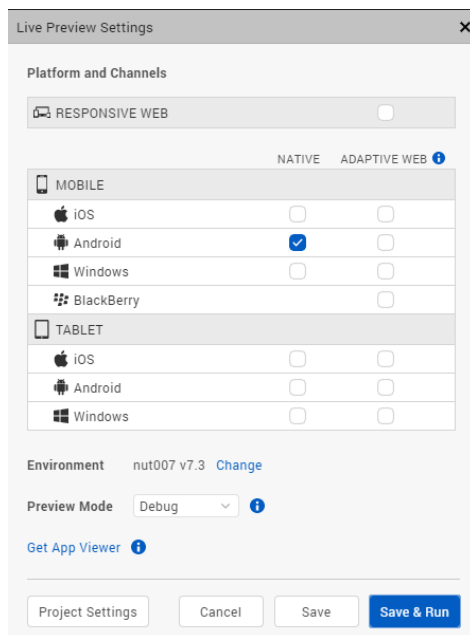 Live Preview Settings
Platform and Channels
RESPONSIVE WEB
NATIVE ADAPTIVE WEB
MOBILE
iOS
Android
Windows
BlackBerry
TABLET
iOS
Android
Windows
Environment nut007 v7.3 Change
Preview Mode Debug
Get App Viewer
Project Settings Cancel Save Save & Run